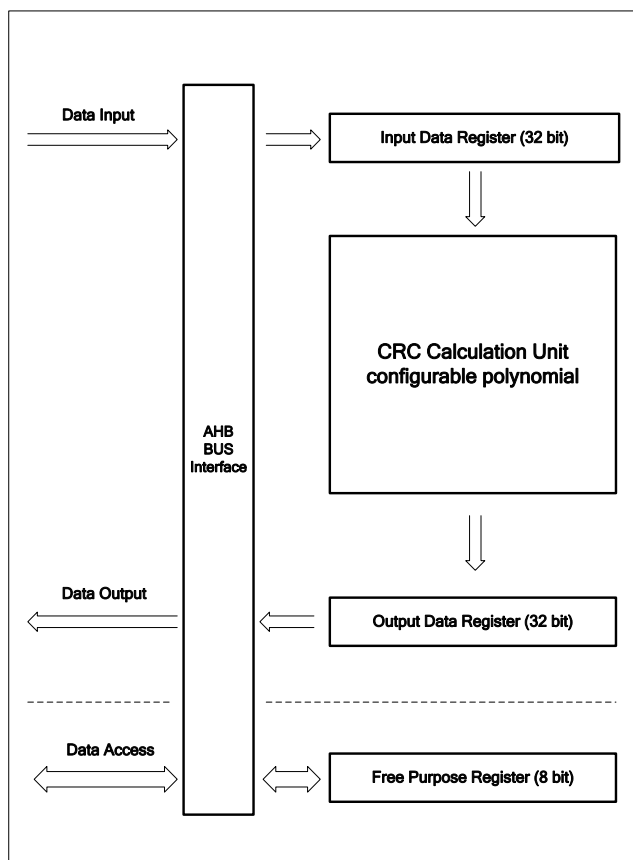 Data Input
Input Data Register (32 bit)
CRC Calculation Unit
configurable polynomial
AHB
BUS
Interface
Data Output
Output Data Register (32 bit)
Data Access
Free Purpose Register (8 bit)